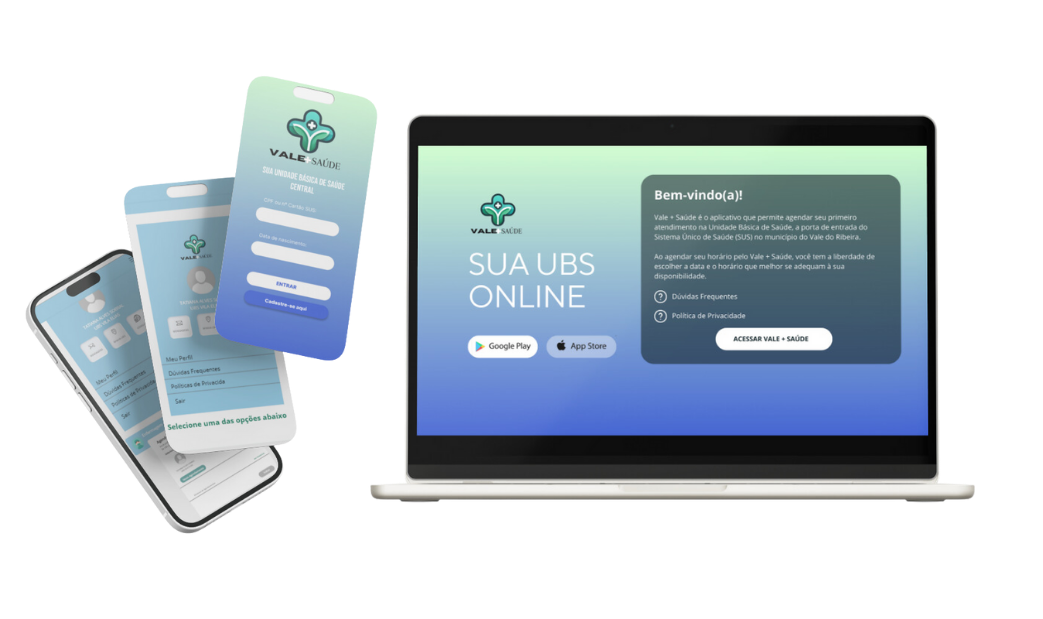 VALE+SAÚDE
SUA UNIDADE BÁSICA DE SAÚDE
CENTRAL
Data de nascimento
ENTRAR
Cadastre-se aqui
VALE+SAÚDE
Meu Perfil
Dúvidas Frequentes
Políticas de Privacide
Sair
Selecione uma das opções abaixo
Meu Perfil
Dúvidas Frequentes
Políticas de Privacide
Sair
VALE+SAÚDE
SUA UBS
ONLINE
Google Play
App Store
Bem-vindo(a)!
Vale + Saúde é o aplicativo que permite agendar seu primeiro
atendimento na Unidade Básica de Saúde, a porta de entrada do
Sistema Único de Saúde (SUS) no município do Vale do Ribeira.
Ao agendar seu horário pelo Vale + Saúde, você tem a liberdade de
escolher a data e o horário que melhor se adequam à sua
disponibilidade.
? Dúvidas Frequentes
? Política de Privacidade
ACESSAR VALE + SAÚDE